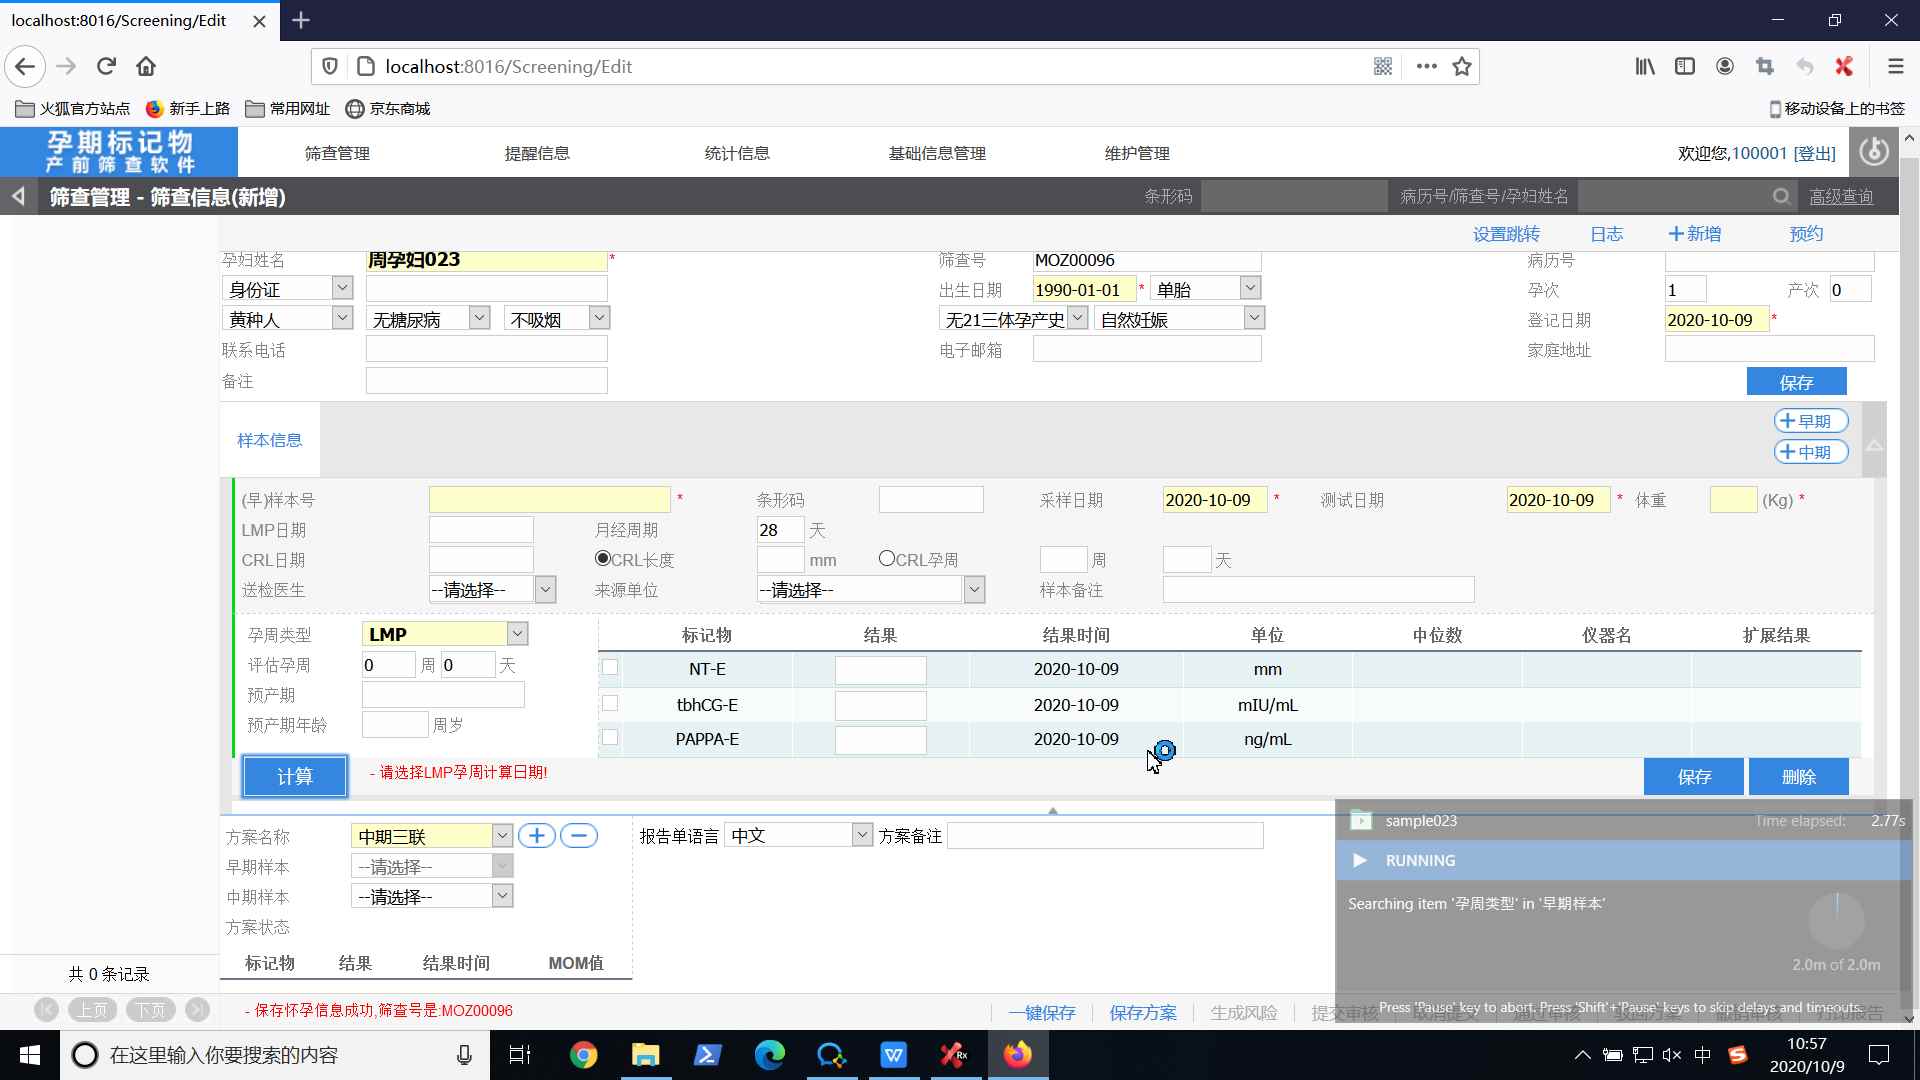 localhost:8016/Screening/Edit
localhost:8016/Screening/Edit
火狐官方站点 新手上路 常用网址 京东商城 移动设备上的书签
孕期标记物
产前筛查软件
筛查管理 提醒信息 统计信息 基础信息管理 维护管理 欢迎您,100001 [登出]
筛查管理 - 筛查信息(新增) 条形码 病历号/筛查号/孕妇姓名 高级查询
设置跳转 日志 新增 预约
孕妇姓名 周孕妇023 * 筛查号 MOZ00096 病历号
身份证 出生日期 1990-01-01 * 单胎 孕次 1 产次 0
黄种人 无糖尿病 不吸烟 无21三体孕产史 自然妊娠 登记日期 2020-10-09 *
联系电话 电子邮箱 家庭地址
备注 保存
样本信息
早期
中期
(早)样本号 * 条形码 采样日期 2020-10-09 * 测试日期 2020-10-09 * 体重 (Kg) *
LMP日期 月经周期 28 天
CRL日期 CRL长度 mm CRL孕周 周 天
送检医生 --请选择-- 来源单位 --请选择-- 样本备注
孕周类型 LMP 标记物 结果 结果时间 单位 中位数 仪器名 扩展结果
评估孕周 0 周 0 天 NT-E 2020-10-09 mm
预产期 tbhCG-E 2020-10-09 mIU/mL
预产期年龄 周岁 PAPPA-E 2020-10-09 ng/mL
计算 - 请选择LMP孕周计算日期! 保存 删除
方案名称 中期三联 报告单语言 中文 方案备注
早期样本 --请选择--
中期样本 --请选择--
方案状态
标记物 结果 结果时间 MOM值
sample023 Time elapsed: 2.77s
RUNNING
Searching item '孕周类型' in '早期样本'
2.0m of 2.0m
Press 'Pause' key to abort. Press 'Shift'+'Pause' keys to skip delays and timeouts.
共 0 条记录
上页 下页 - 保存怀孕信息成功,筛查号是:MOZ00096 一键保存 保存方案 生成风险 提交审核
在这里输入你要搜索的内容 Rx 中 10:57
2020/10/9